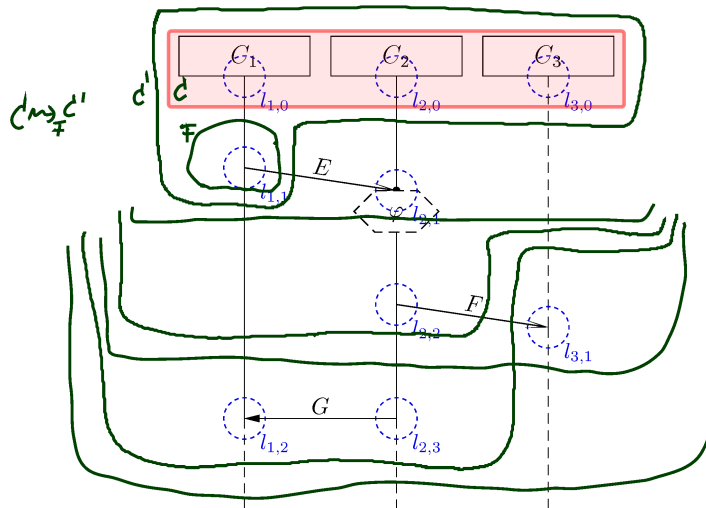 C₁ C₂ C₃
C' C
l₁,₀ l₂,₀ l₃,₀
C ⇝_F C'
F
E
l₁,₁ l₂,₁
φ
F
l₂,₂ l₃,₁
G
l₁,₂ l₂,₃